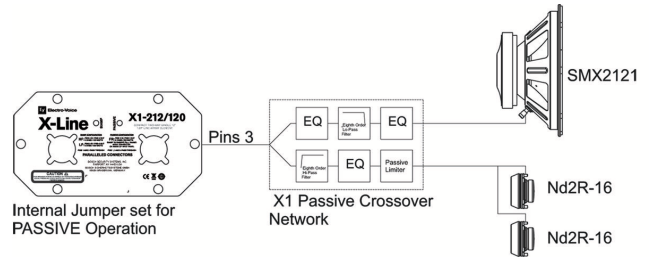 Electro-Voice
X-Line
X1-212/120
PARALLELED CONNECTORS
CAUTION
Internal Jumper set for
PASSIVE Operation
Pins 3
EQ
Eighth-Order
Lo-Pass
Filter
EQ
Eighth-Order
Hi-Pass
Filter
EQ
Passive
Limiter
X1 Passive Crossover
Network
SMX2121
Nd2R-16
Nd2R-16